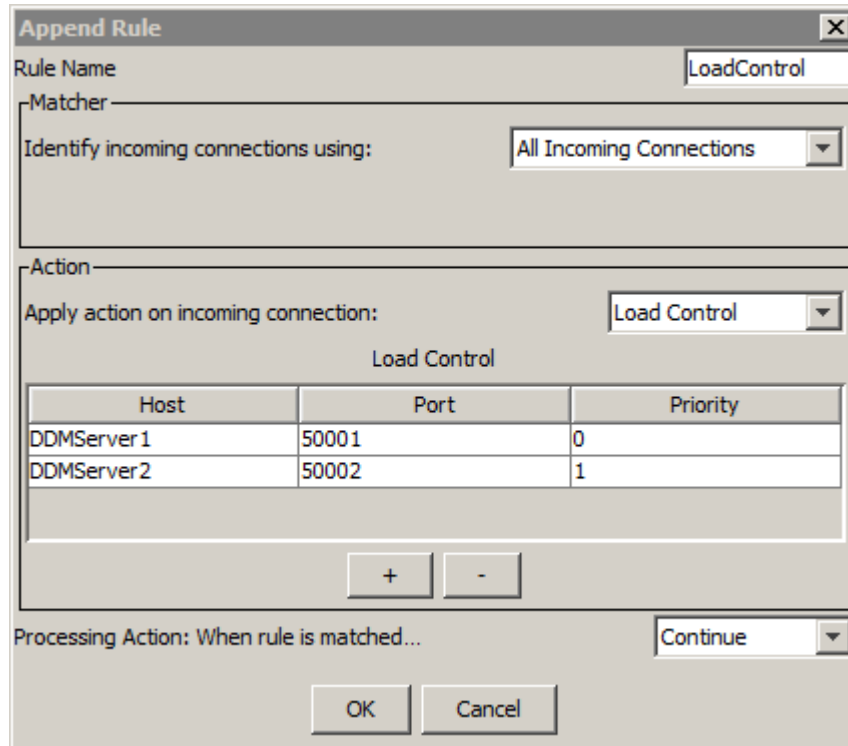 Append Rule
Rule Name LoadControl
Matcher
Identify incoming connections using: All Incoming Connections
Action
Apply action on incoming connection: Load Control
Load Control
Host Port Priority
DDMServer1 50001 0
DDMServer2 50002 1
+ -
Processing Action: When rule is matched... Continue
OK Cancel